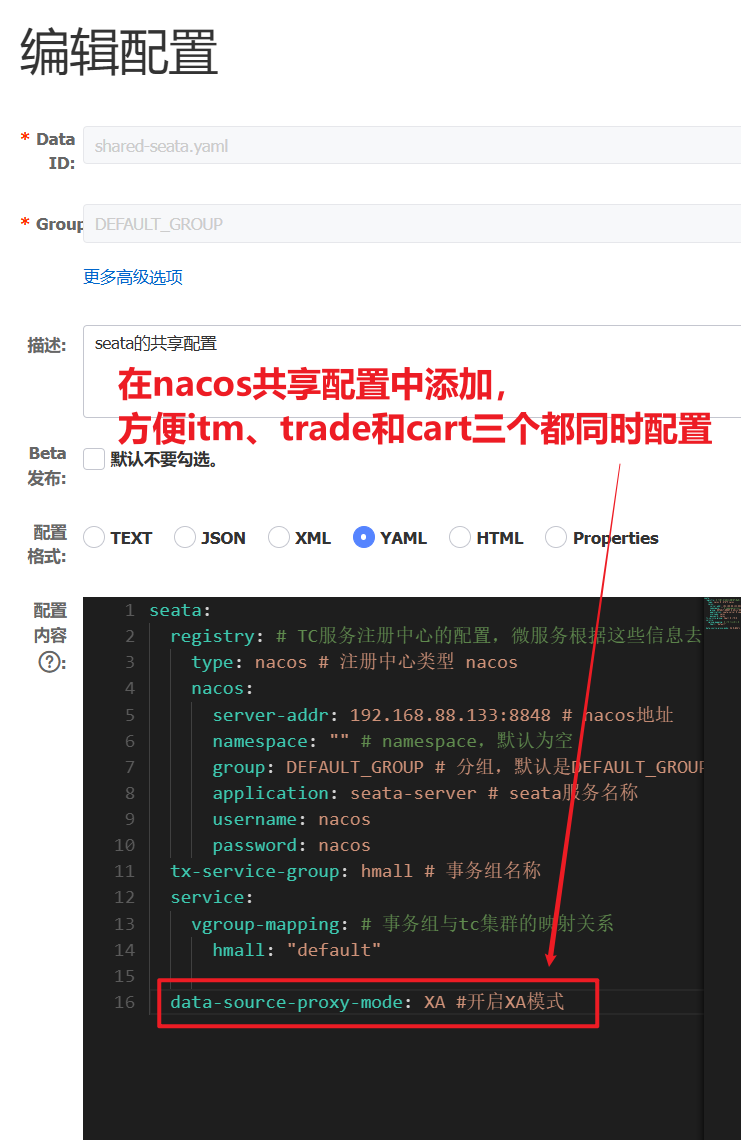 编辑配置
* Data ID:
shared-seata.yaml
* Group
DEFAULT_GROUP
更多高级选项
描述:
seata的共享配置
在nacos共享配置中添加，
方便itm、trade和cart三个都同时配置
Beta 发布:
默认不要勾选。
配置格式:
TEXT JSON XML YAML HTML Properties
配置内容 ?:
1 seata:
2 registry: # TC服务注册中心的配置，微服务根据这些信息去
3 type: nacos # 注册中心类型 nacos
4 nacos:
5 server-addr: 192.168.88.133:8848 # nacos地址
6 namespace: "" # namespace，默认为空
7 group: DEFAULT_GROUP # 分组，默认是DEFAULT_GROUP
8 application: seata-server # seata服务名称
9 username: nacos
10 password: nacos
11 tx-service-group: hmall # 事务组名称
12 service:
13 vgroup-mapping: # 事务组与tc集群的映射关系
14 hmall: "default"
15
16 data-source-proxy-mode: XA #开启XA模式